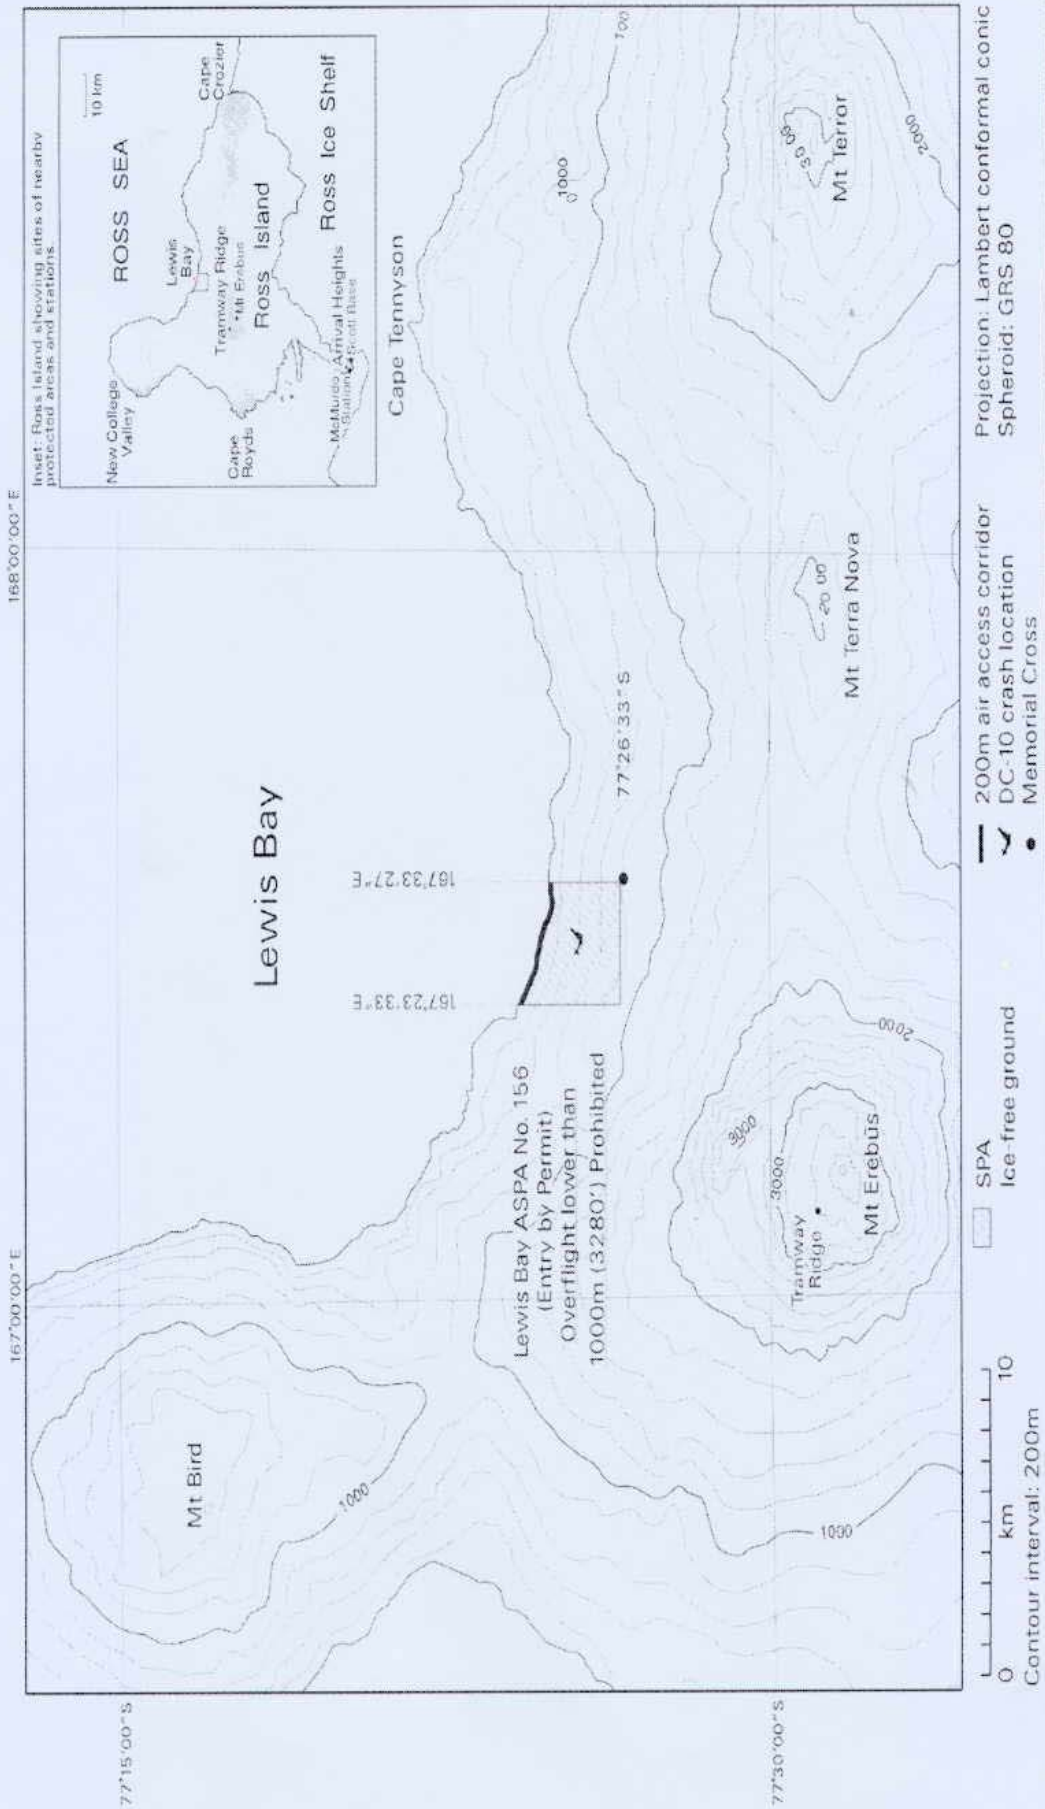 167°00'00"E
168°00'00"E
77°15'00"S
77°30'00"S
Inset: Ross Island showing sites of nearby
protected areas and stations
10 km
ROSS SEA
New College
Valley
Lewis
Bay
Cape
Crozier
Tramway Ridge
Mt Erebus
Cape
Royds
Ross Island
McMurdo
Station
Arrival Heights
Scott Base
Ross Ice Shelf
Lewis Bay
Mt Bird
1000
Cape Tennyson
167°23'33"E
167°33'27"E
Lewis Bay ASPA No. 156
(Entry by Permit)
Overflight lower than
1000m (3280') Prohibited
77°26'33"S
1000
100
3000
3000
2000
Tramway
Ridge
Mt Erebus
1000
2000
Mt Terra Nova
3000
Mt Terror
2000
0 km 10
Contour interval: 200m
SPA
Ice-free ground
200m air access corridor
DC-10 crash location
Memorial Cross
Projection: Lambert conformal conic
Spheroid: GRS 80